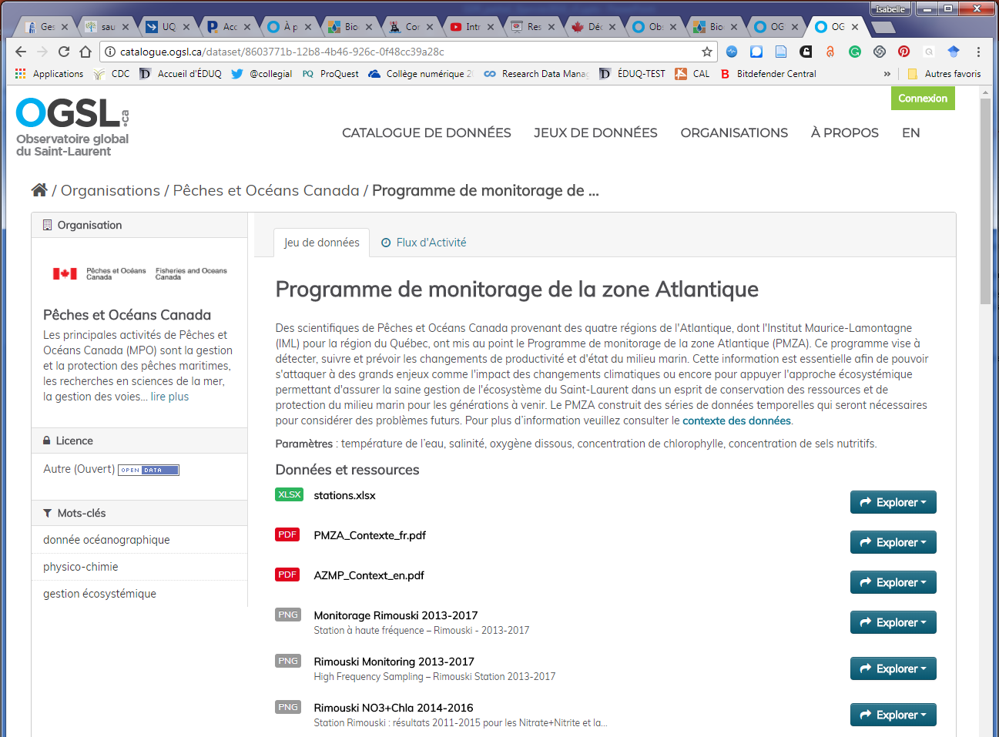 Isabelle
Ges
sau
UQ
Acc
À p
Bio
Cor
Intr
Res
Déc
Obs
Bio
OG
OG
catalogue.ogsl.ca/dataset/8603771b-12b8-4b46-926c-0f48cc39a28c
Applications CDC Accueil d'ÉDUQ @collegial PQ ProQuest Collège numérique 2 Research Data Manag ÉDUQ-TEST CAL B Bitdefender Central » Autres favoris
Connexion
OGSL.ca
Observatoire global
du Saint-Laurent
CATALOGUE DE DONNÉES JEUX DE DONNÉES ORGANISATIONS À PROPOS EN
/ Organisations / Pêches et Océans Canada / Programme de monitorage de ...
Organisation
Pêches et Océans Canada
Fisheries and Oceans Canada
Pêches et Océans Canada
Les principales activités de Pêches et
Océans Canada (MPO) sont la gestion
et la protection des pêches maritimes,
les recherches en sciences de la mer,
la gestion des voies... lire plus
Licence
Autre (Ouvert) OPEN DATA
Mots-clés
donnée océanographique
physico-chimie
gestion écosystémique
Jeu de données Flux d'Activité
Programme de monitorage de la zone Atlantique
Des scientifiques de Pêches et Océans Canada provenant des quatre régions de l'Atlantique, dont l'Institut Maurice-Lamontagne
(IML) pour la région du Québec, ont mis au point le Programme de monitorage de la zone Atlantique (PMZA). Ce programme vise à
détecter, suivre et prévoir les changements de productivité et d'état du milieu marin. Cette information est essentielle afin de pouvoir
s'attaquer à des grands enjeux comme l'impact des changements climatiques ou encore pour appuyer l'approche écosystémique
permettant d'assurer la saine gestion de l'écosystème du Saint-Laurent dans un esprit de conservation des ressources et de
protection du milieu marin pour les générations à venir. Le PMZA construit des séries de données temporelles qui seront nécessaires
pour considérer des problèmes futurs. Pour plus d’information veuillez consulter le contexte des données.
Paramètres : température de l’eau, salinité, oxygène dissous, concentration de chlorophylle, concentration de sels nutritifs.
Données et ressources
XLSX stations.xlsx Explorer
PDF PMZA_Contexte_fr.pdf Explorer
PDF AZMP_Context_en.pdf Explorer
PNG Monitorage Rimouski 2013-2017 Explorer
Station à haute fréquence – Rimouski - 2013-2017
PNG Rimouski Monitoring 2013-2017 Explorer
High Frequency Sampling – Rimouski Station 2013-2017
PNG Rimouski NO3+Chla 2014-2016 Explorer
Station Rimouski : résultats 2011-2015 pour les Nitrate+Nitrite et la...